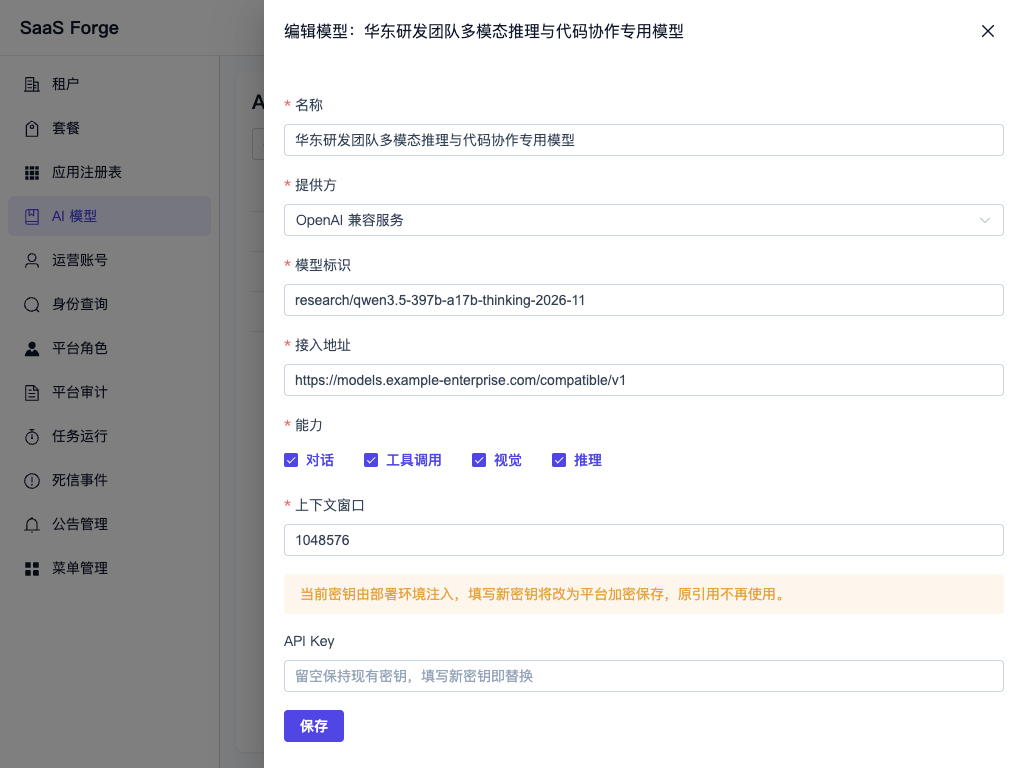 SaaS Forge
租户
套餐
应用注册表
AI 模型
运营账号
身份查询
平台角色
平台审计
任务运行
死信事件
公告管理
菜单管理
A
编辑模型：华东研发团队多模态推理与代码协作专用模型
* 名称
华东研发团队多模态推理与代码协作专用模型
* 提供方
OpenAI 兼容服务
* 模型标识
research/qwen3.5-397b-a17b-thinking-2026-11
* 接入地址
https://models.example-enterprise.com/compatible/v1
* 能力
对话 工具调用 视觉 推理
* 上下文窗口
1048576
当前密钥由部署环境注入，填写新密钥将改为平台加密保存，原引用不再使用。
API Key
留空保持现有密钥，填写新密钥即替换
保存